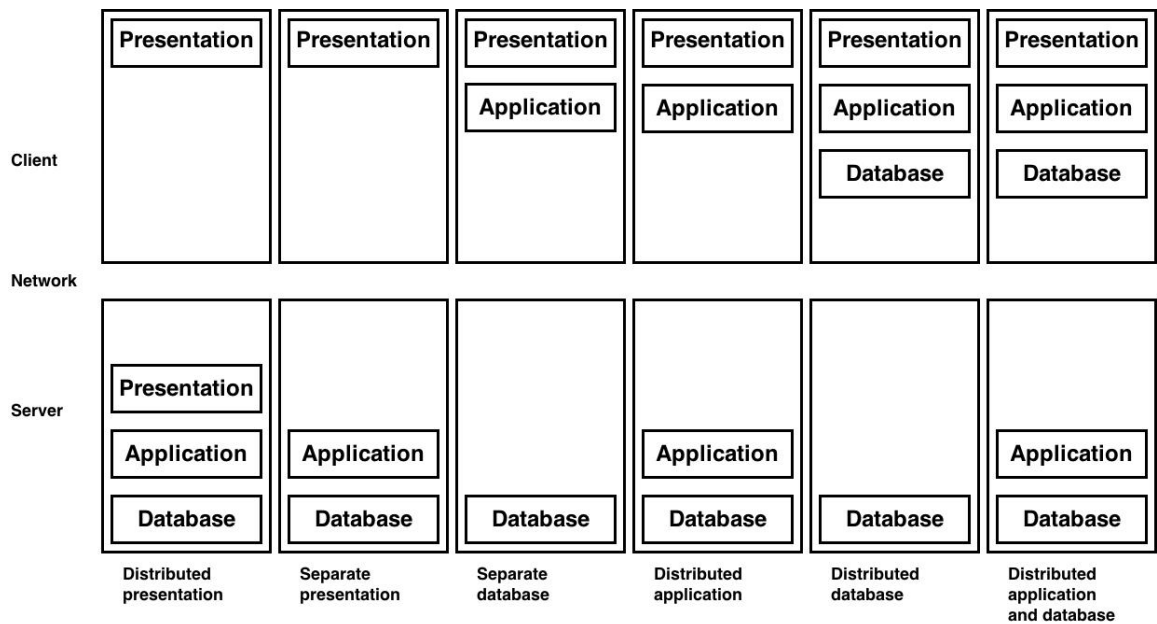 Presentation Presentation Presentation Presentation Presentation Presentation
Application Application Application Application
Client
Database Database
Network
Presentation
Server
Application Application Application Application
Database Database Database Database Database Database
Distributed presentation
Separate presentation
Separate database
Distributed application
Distributed database
Distributed application and database